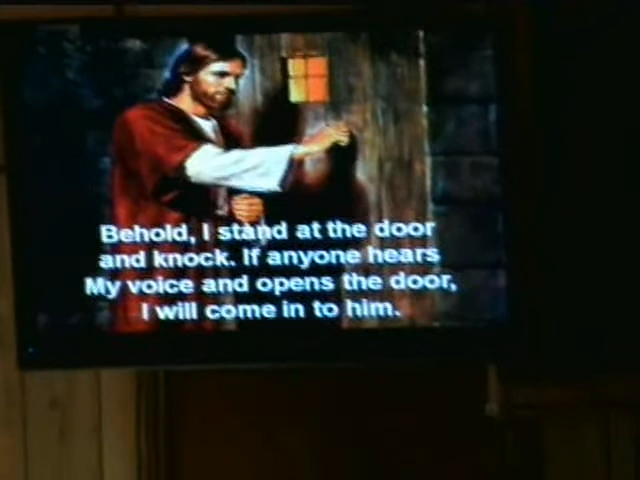 Behold, I stand at the door
and knock. If anyone hears
My voice and opens the door,
I will come in to him.